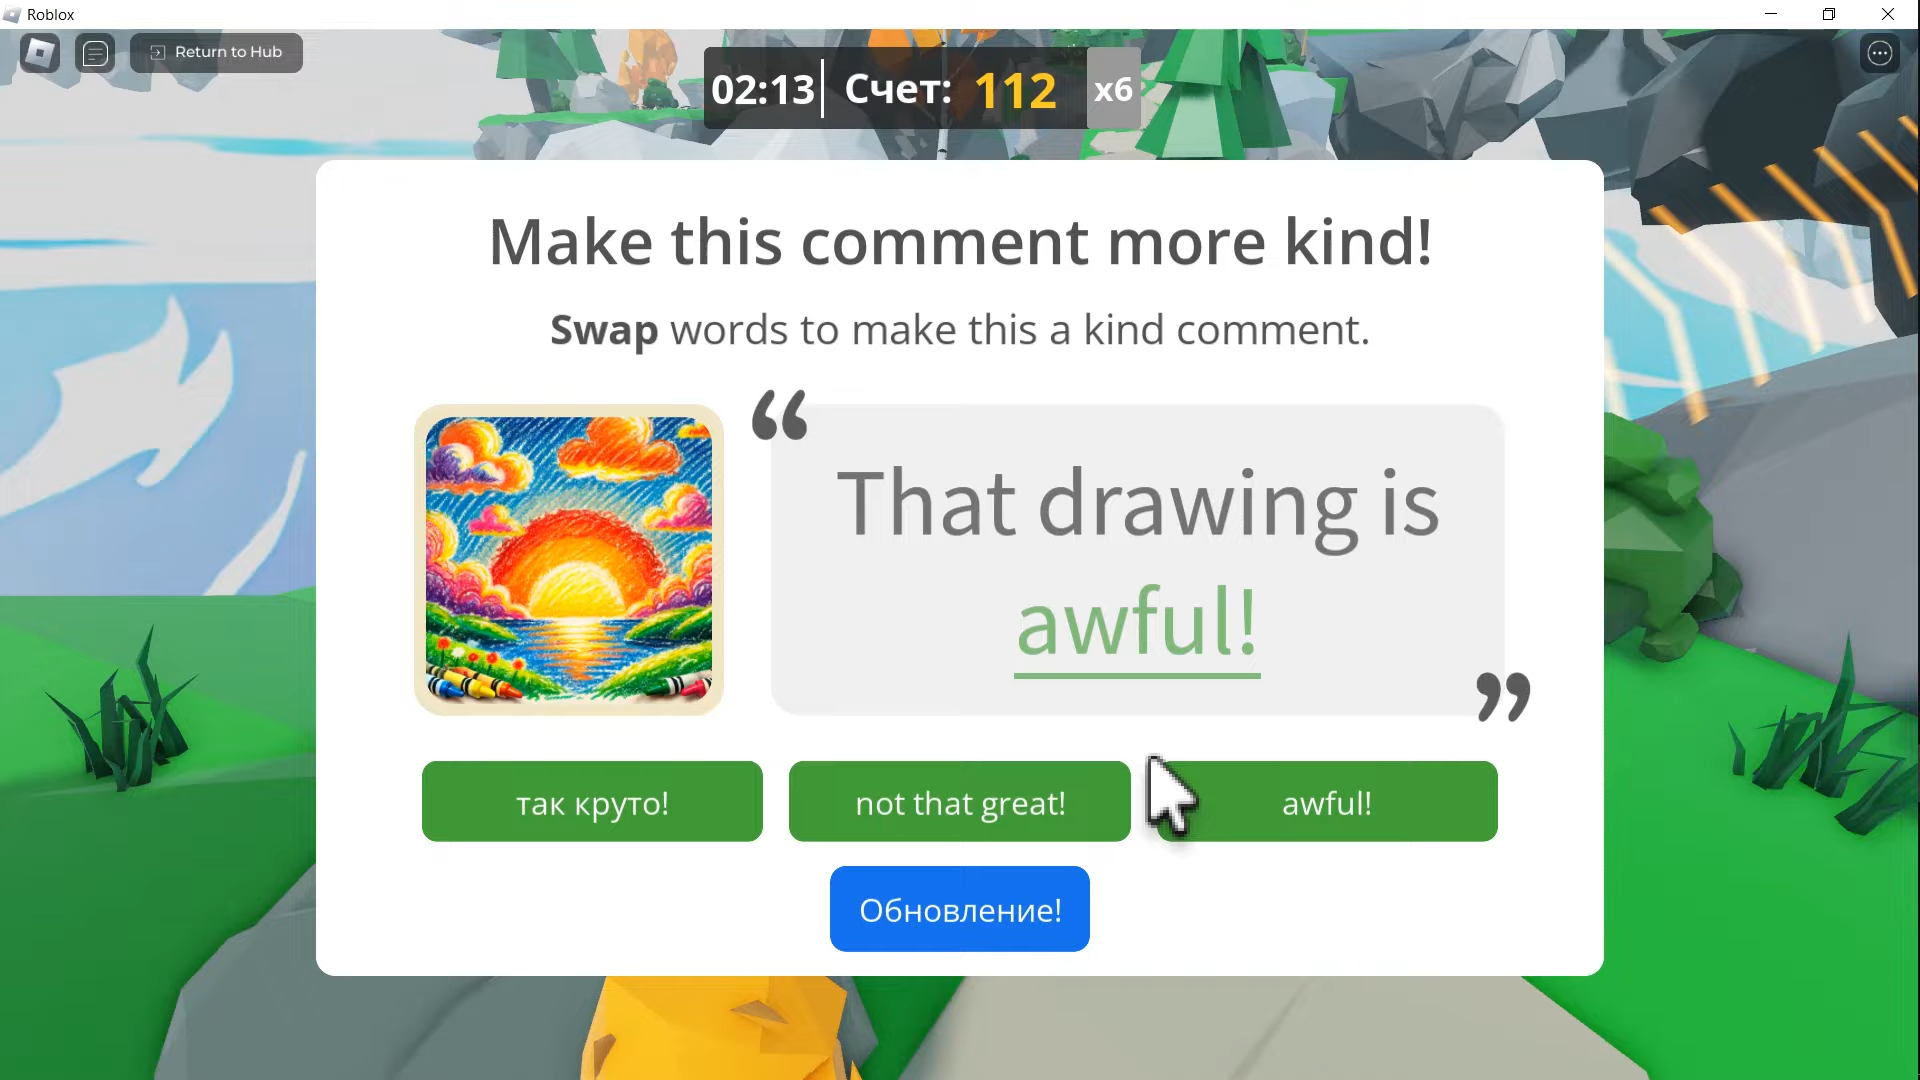 Roblox
Return to Hub
02:13 Счет: 112 x6
Make this comment more kind!
Swap words to make this a kind comment.
“
That drawing is
awful!
”
так круто! not that great! awful!
Обновление!